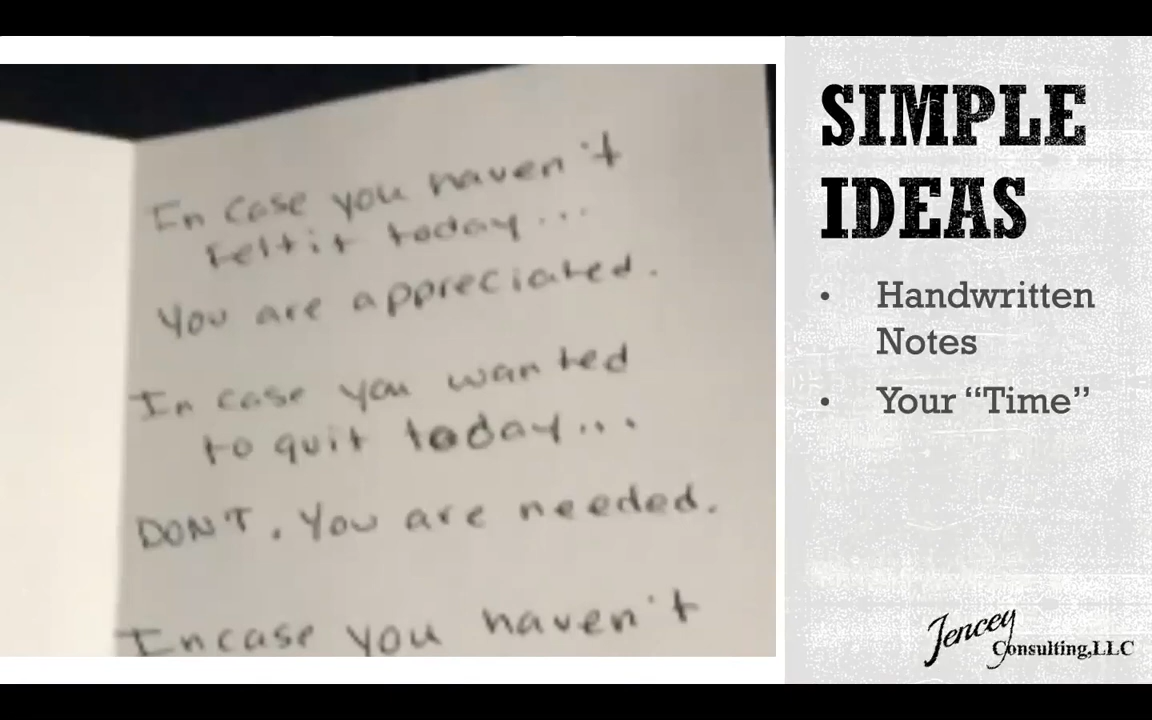 In case you haven't
felt it today...
You are appreciated.
In case you wanted
to quit today...
DONT. You are needed.
Incase you haven't
SIMPLE
IDEAS
• Handwritten
Notes
• Your “Time”
Jencey
Consulting,LLC